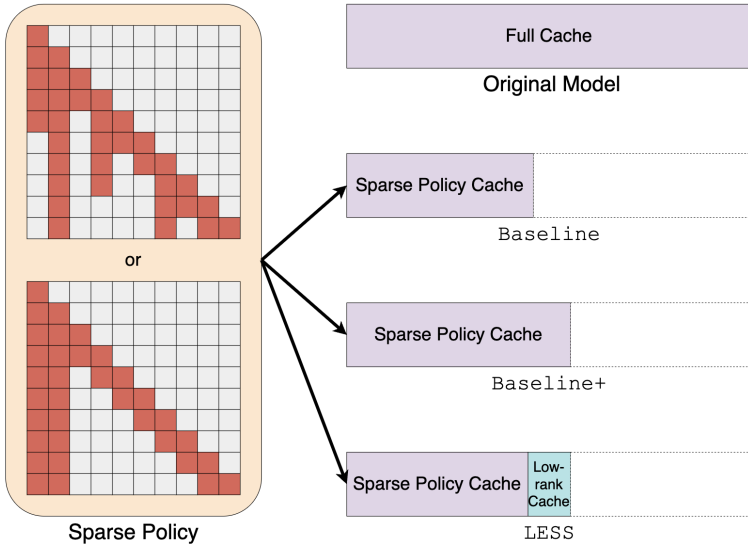 or
Sparse Policy
Full Cache
Original Model
Sparse Policy Cache
Baseline
Sparse Policy Cache
Baseline+
Sparse Policy Cache
Low-
rank
Cache
LESS